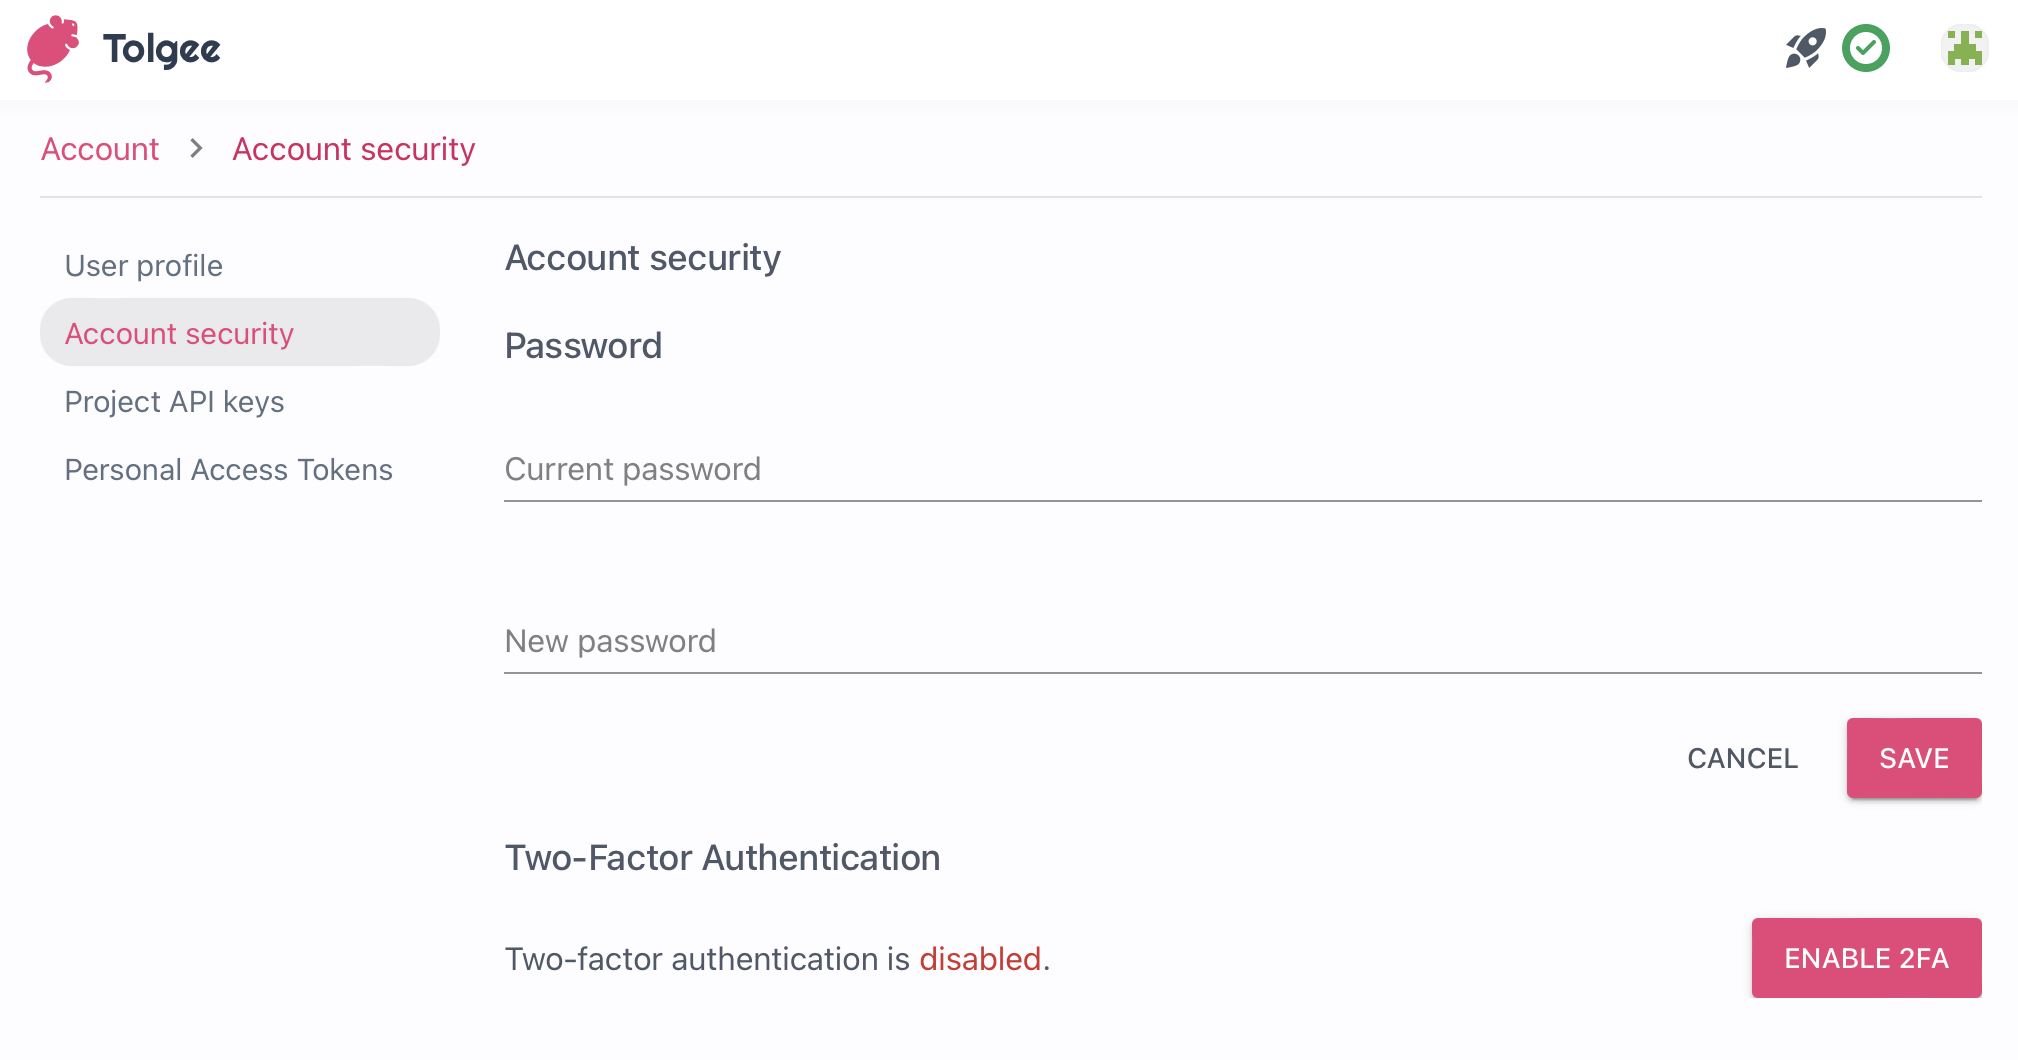 Tolgee
Account > Account security
User profile
Account security
Project API keys
Personal Access Tokens
Account security
Password
Current password
New password
CANCEL
SAVE
Two-Factor Authentication
Two-factor authentication is disabled.
ENABLE 2FA